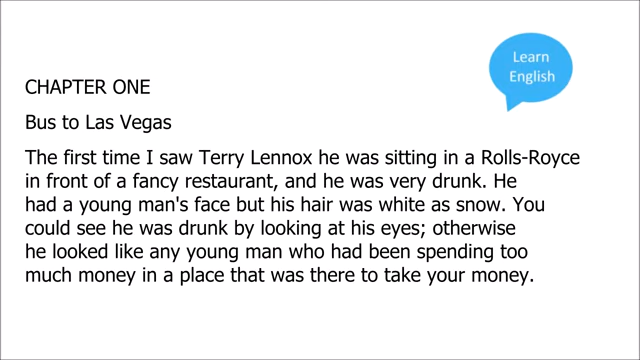 Learn
English
CHAPTER ONE
Bus to Las Vegas
The first time I saw Terry Lennox he was sitting in a Rolls-Royce
in front of a fancy restaurant, and he was very drunk. He
had a young man's face but his hair was white as snow. You
could see he was drunk by looking at his eyes; otherwise
he looked like any young man who had been spending too
much money in a place that was there to take your money.